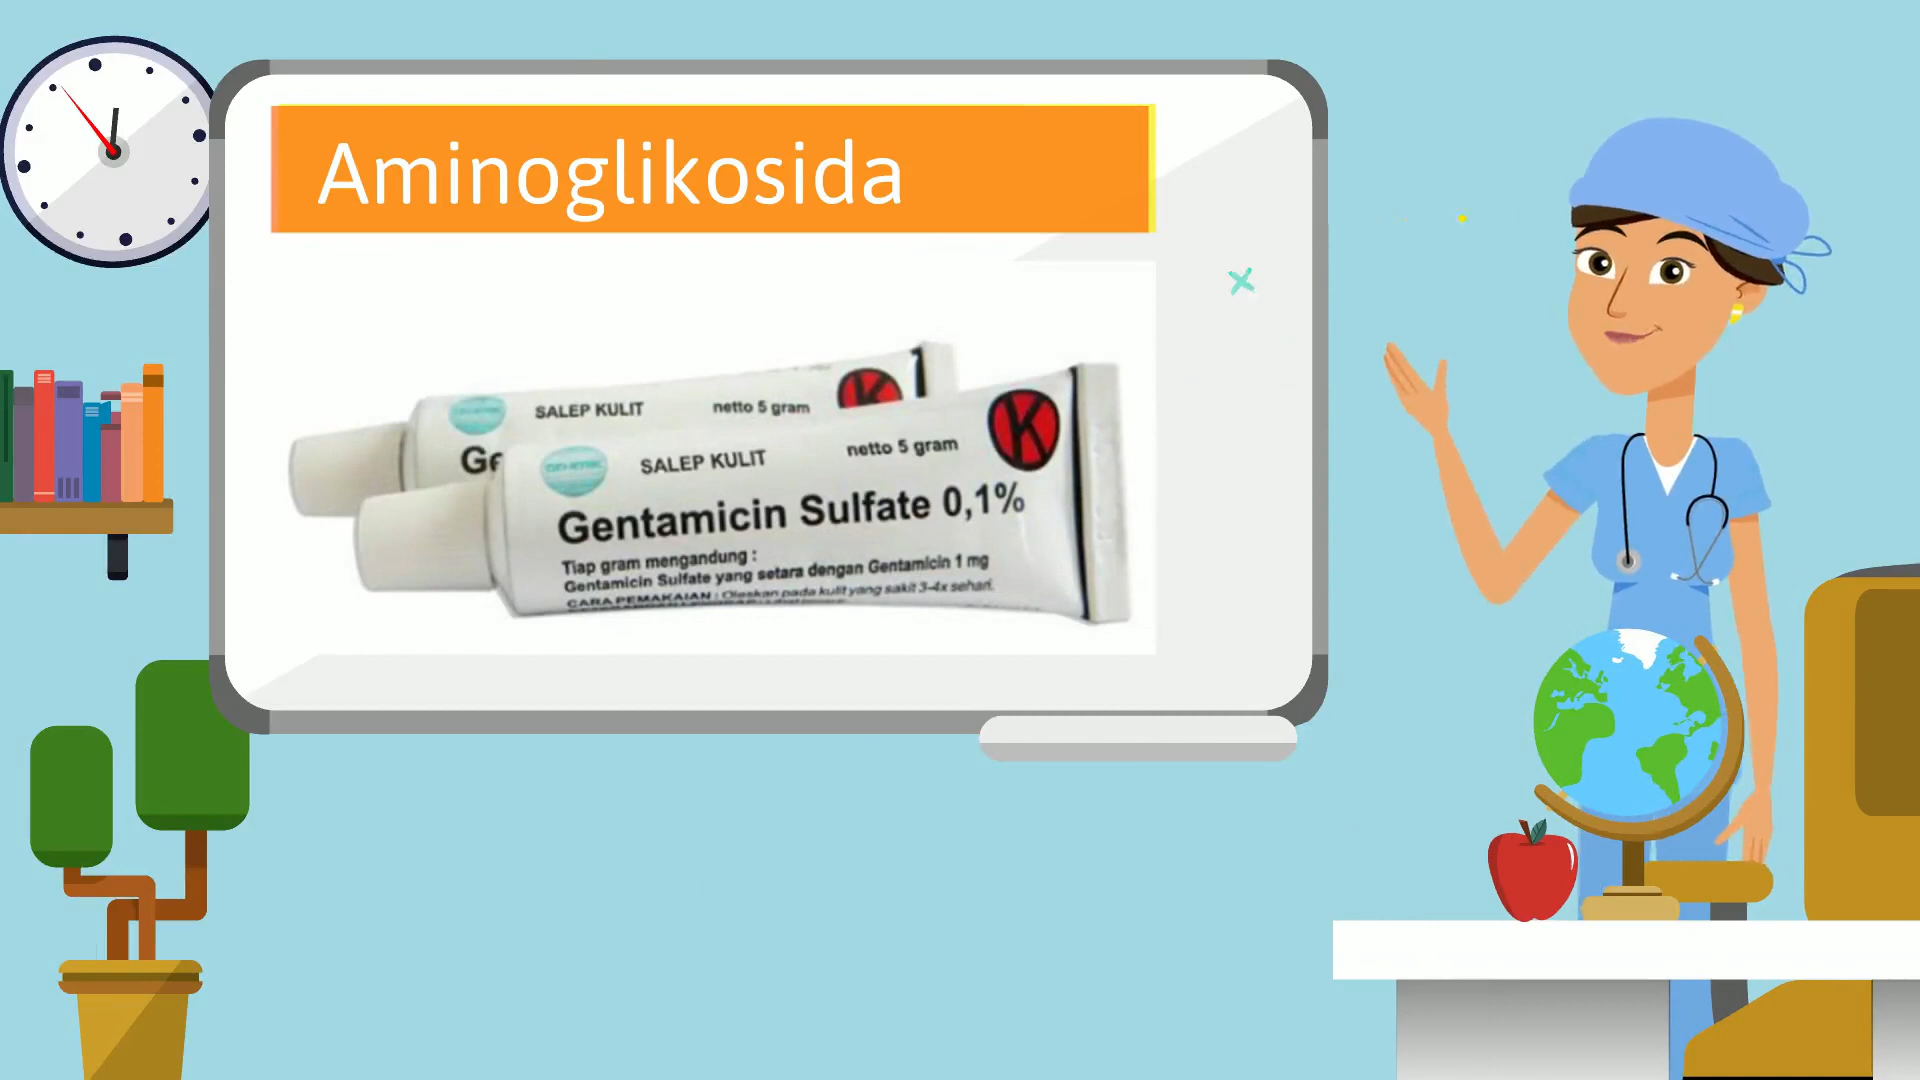 Aminoglikosida
SALEP KULIT netto 5 gram K
Ge
GENERIK SALEP KULIT netto 5 gram K
Gentamicin Sulfate 0,1%
Tiap gram mengandung :
Gentamicin Sulfate yang setara dengan Gentamicin 1 mg
CARA PEMAKAIAN : Oleskan pada kulit yang sakit 3-4x sehari.